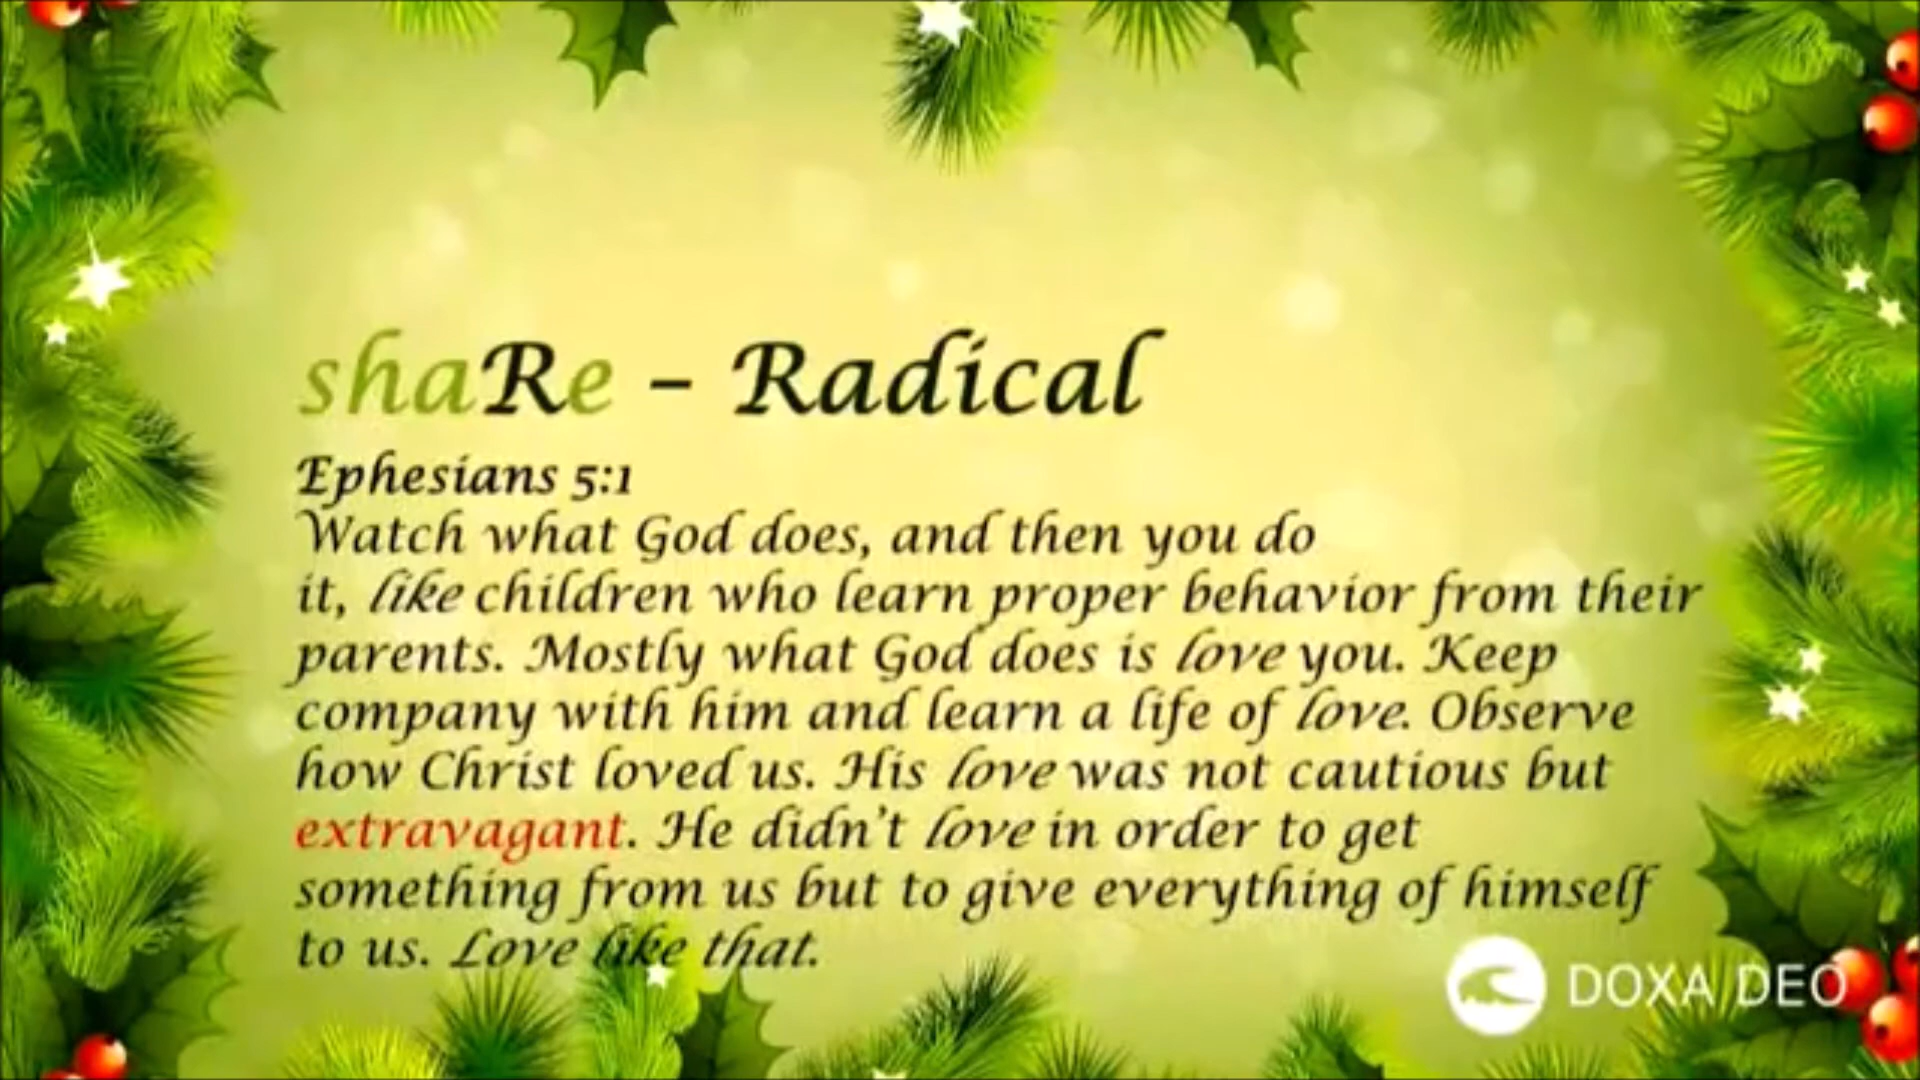 shaRe – Radical
Ephesians 5:1
Watch what God does, and then you do
it, like children who learn proper behavior from their
parents. Mostly what God does is love you. Keep
company with him and learn a life of love. Observe
how Christ loved us. His love was not cautious but
extravagant. He didn't love in order to get
something from us but to give everything of himself
to us. Love like that.
DOXA DEO